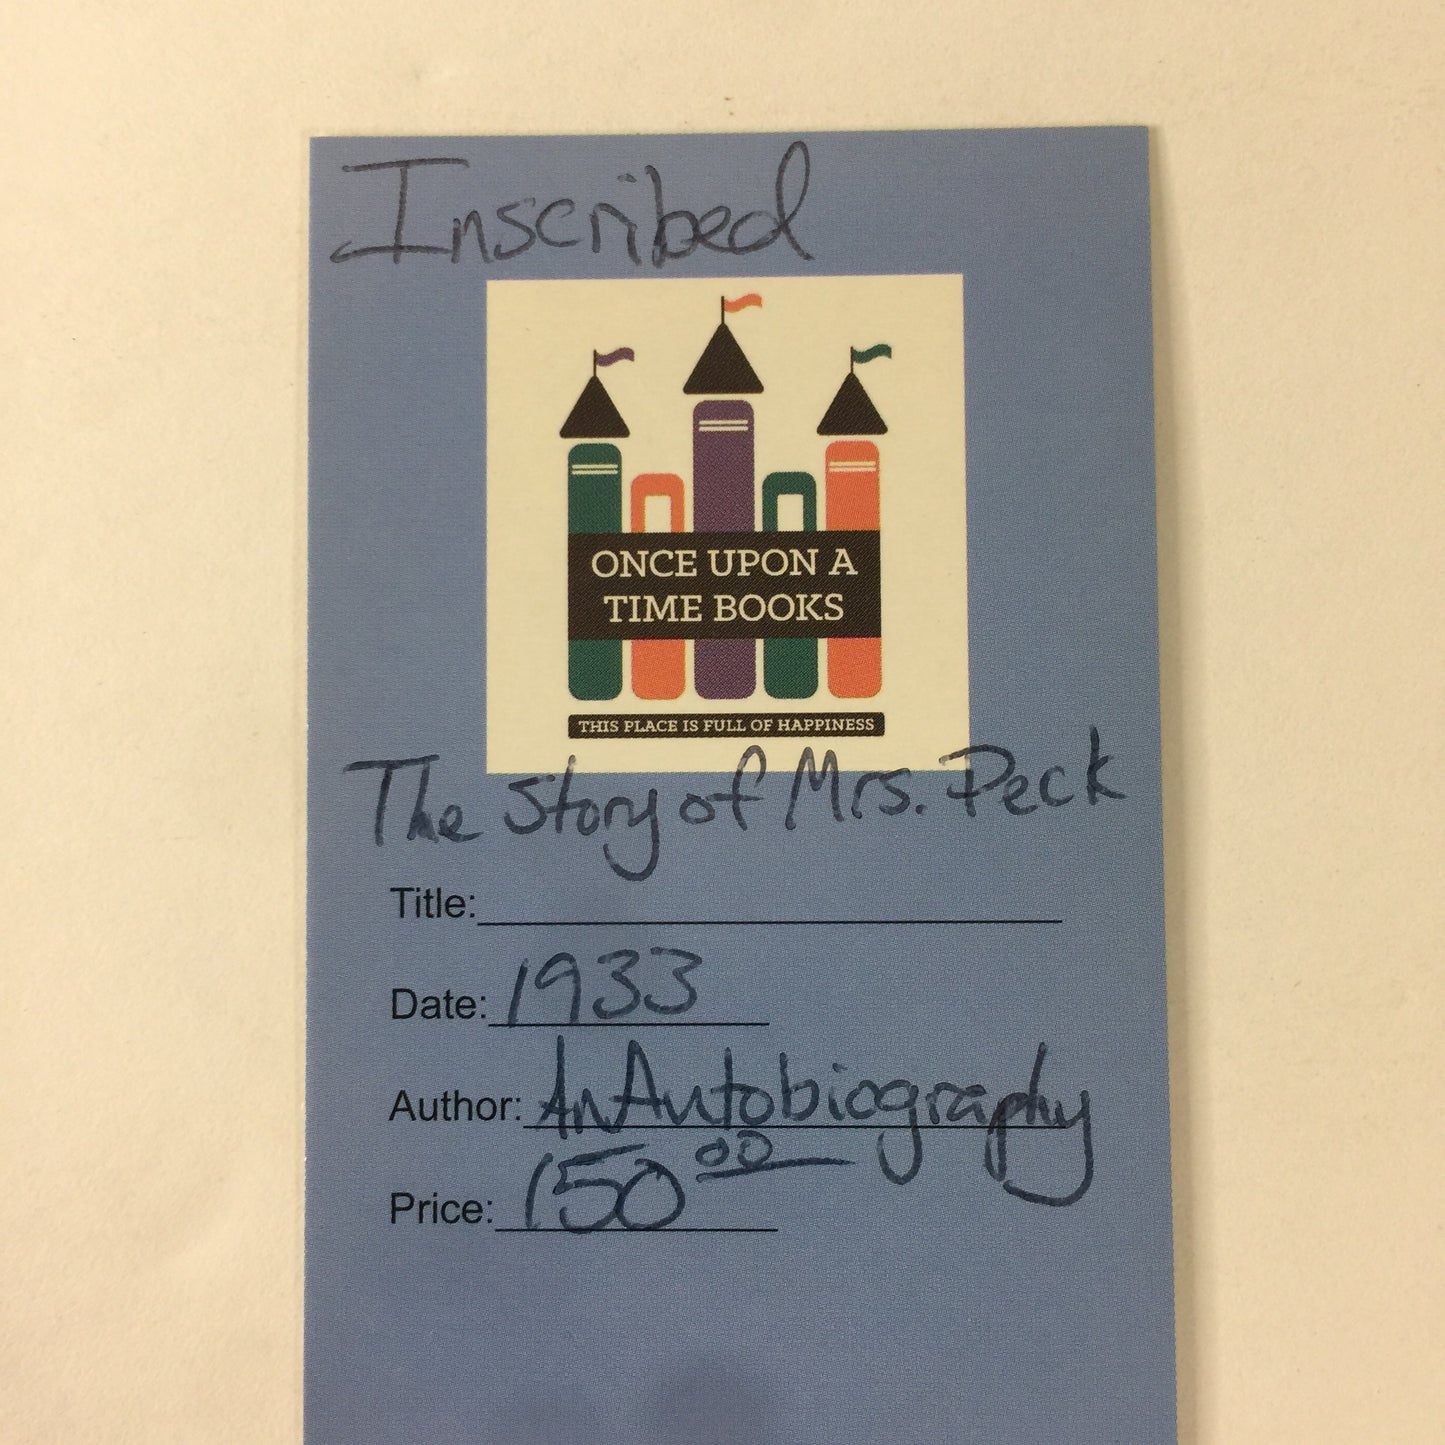 Inscribed
ONCE UPON A
TIME BOOKS
THIS PLACE IS FULL OF HAPPINESS
The Story of Mrs. Peck
Title:
Date: 1933
Author: An Autobiography
Price: 150 00